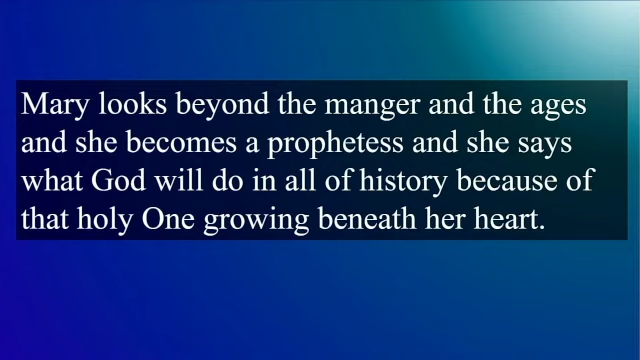 Mary looks beyond the manger and the ages
and she becomes a prophetess and she says
what God will do in all of history because of
that holy One growing beneath her heart.